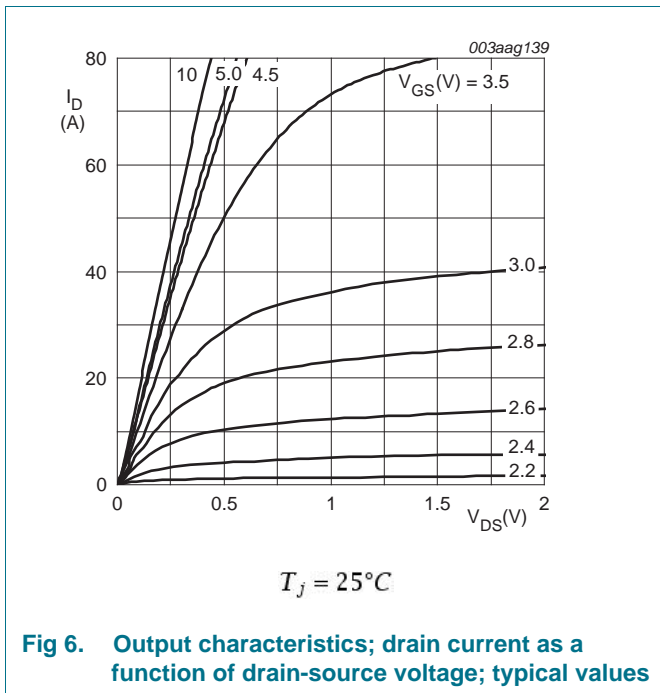 003aag139
80
10 5.0 4.5
V_GS(V) = 3.5
I_D
(A)
60
40
3.0
2.8
20
2.6
2.4
2.2
0
0 0.5 1 1.5 2
V_DS(V)
T_j = 25°C
Fig 6. Output characteristics; drain current as a
function of drain-source voltage; typical values